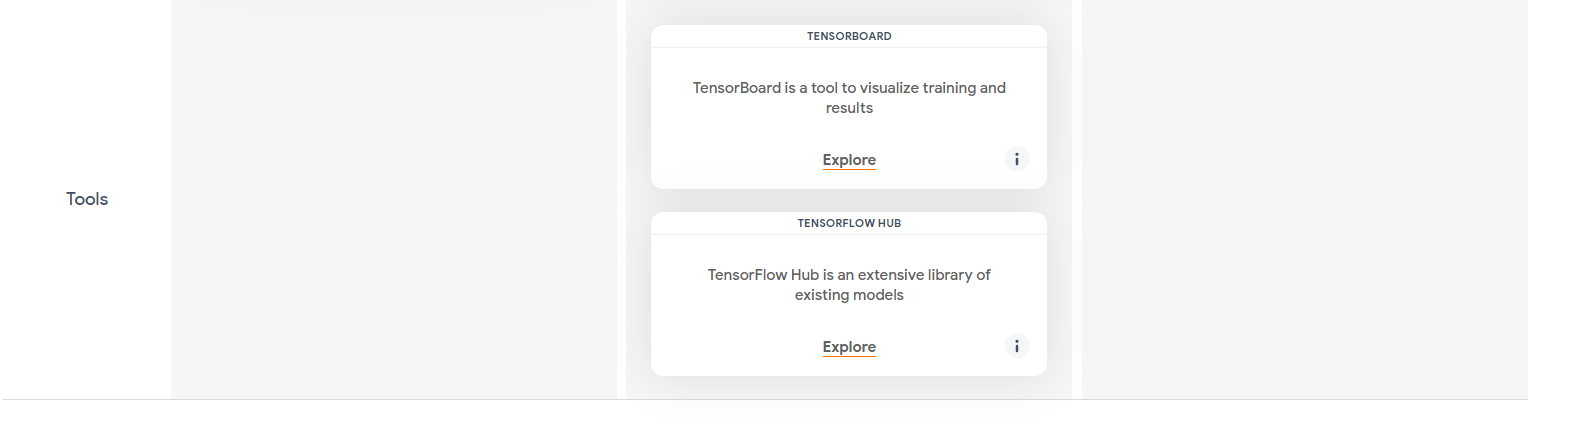 TENSORBOARD
TensorBoard is a tool to visualize training and
results
Explore
Tools
TENSORFLOW HUB
TensorFlow Hub is an extensive library of
existing models
Explore